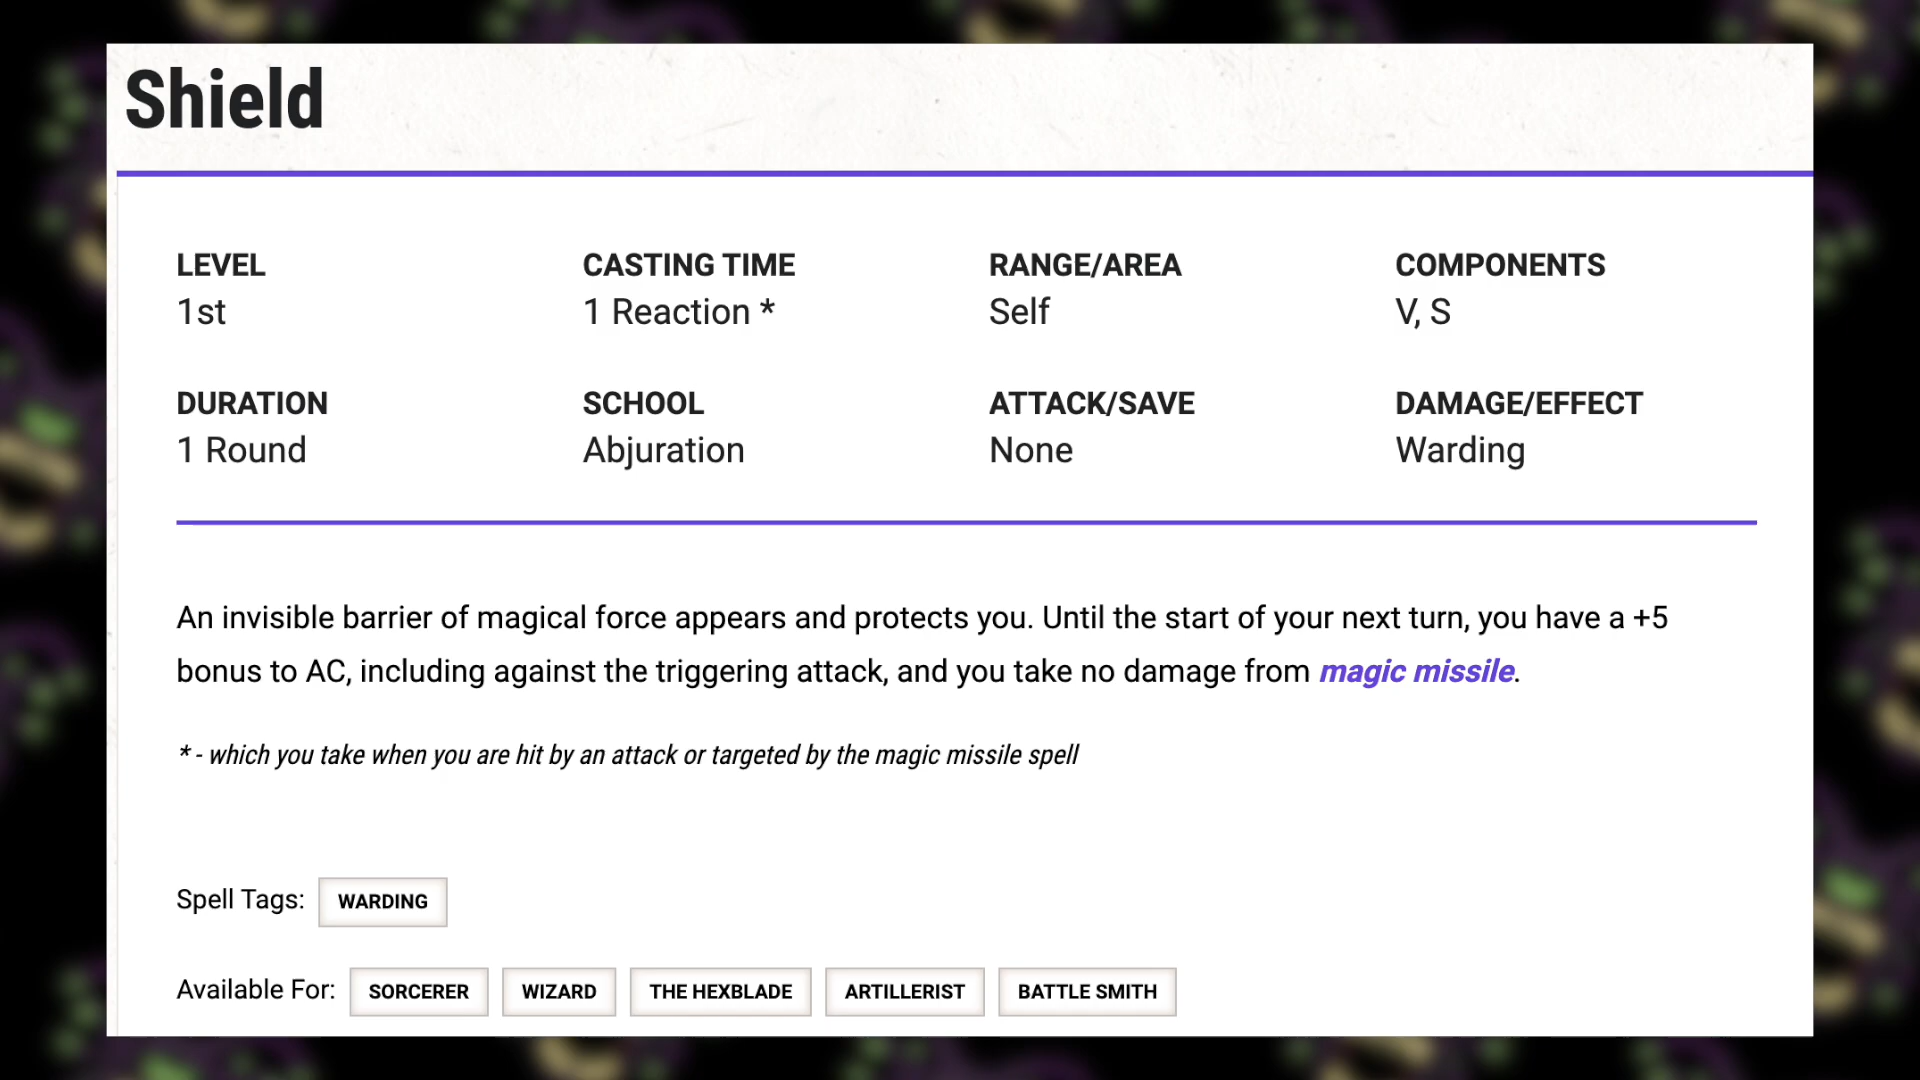 Shield
LEVEL CASTING TIME RANGE/AREA COMPONENTS
1st 1 Reaction * Self V, S
DURATION SCHOOL ATTACK/SAVE DAMAGE/EFFECT
1 Round Abjuration None Warding
An invisible barrier of magical force appears and protects you. Until the start of your next turn, you have a +5
bonus to AC, including against the triggering attack, and you take no damage from magic missile.
* - which you take when you are hit by an attack or targeted by the magic missile spell
Spell Tags: WARDING
Available For: SORCERER WIZARD THE HEXBLADE ARTILLERIST BATTLE SMITH